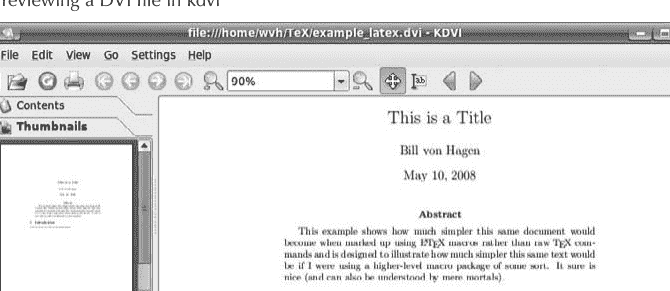 reviewing a DVI file in kdvi
file:///home/wvh/TeX/example_latex.dvi - KDVI
File Edit View Go Settings Help
90%
Contents
Thumbnails
This is a Title
Bill von Hagen
May 10, 2008
Abstract
This example shows how much simpler this same document would
become when marked up using LATEX macros rather than raw TEX com-
mands and is designed to illustrate how much simpler this same text would
be if I were using a higher-level macro package of some sort. It sure is
nice (and can also be understood by mere mortals).